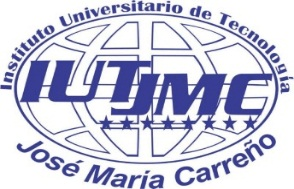 Instituto Universitario de Tecnología
IUTJMC
José María Carreño